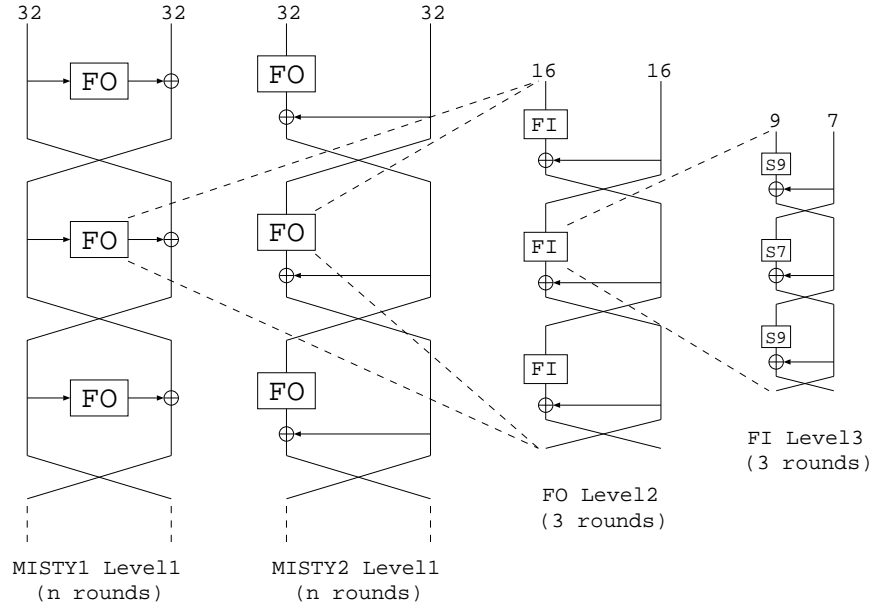 32 32 32 32
FO
FO
FO
FO
FO
FO
16 16
FI
FI
FI
9 7
S9
S7
S9
FI Level3
(3 rounds)
FO Level2
(3 rounds)
MISTY1 Level1
(n rounds)
MISTY2 Level1
(n rounds)